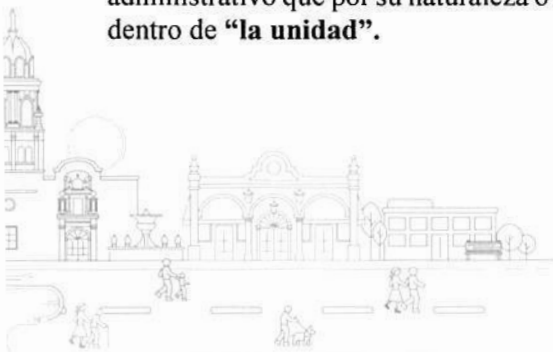 administrativo que por su naturaleza o
dentro de “la unidad”.